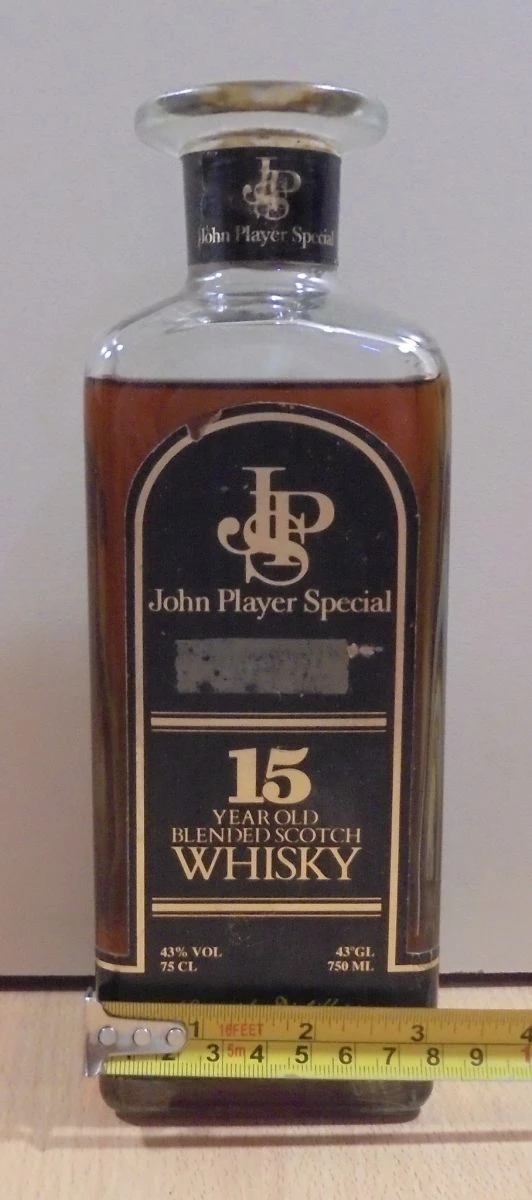 JPS
John Player Special
JPS
John Player Special
15
YEAR OLD
BLENDED SCOTCH
WHISKY
43% VOL 43°GL
75 CL 750 ML
1 16FEET 2 3 4
1 2 3 5m 4 5 6 7 8 9